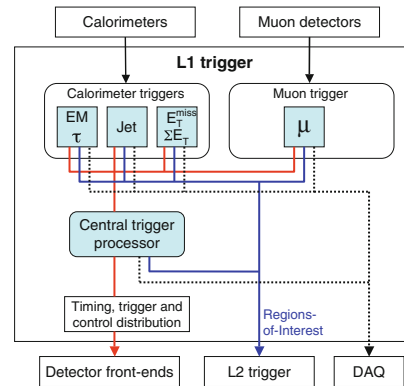 Calorimeters
Muon detectors
L1 trigger
Calorimeter triggers
Muon trigger
EM
τ
Jet
E_T^miss
ΣE_T
μ
Central trigger
processor
Timing, trigger and
control distribution
Regions-
of-Interest
Detector front-ends
L2 trigger
DAQ